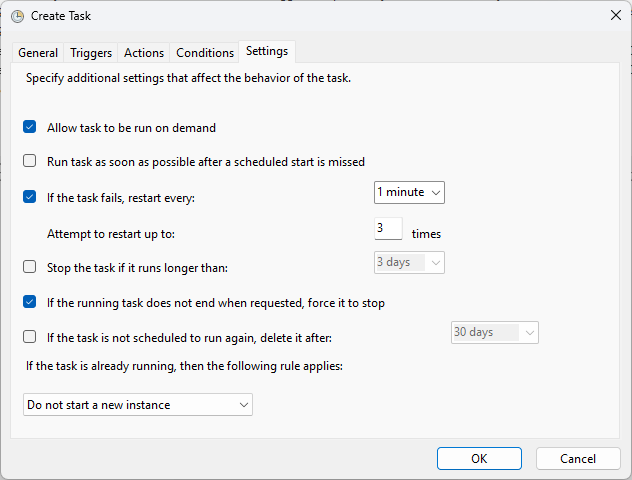 Create Task
General Triggers Actions Conditions Settings
Specify additional settings that affect the behavior of the task.
Allow task to be run on demand
Run task as soon as possible after a scheduled start is missed
If the task fails, restart every: 1 minute
Attempt to restart up to: 3 times
Stop the task if it runs longer than: 3 days
If the running task does not end when requested, force it to stop
If the task is not scheduled to run again, delete it after: 30 days
If the task is already running, then the following rule applies:
Do not start a new instance
OK Cancel